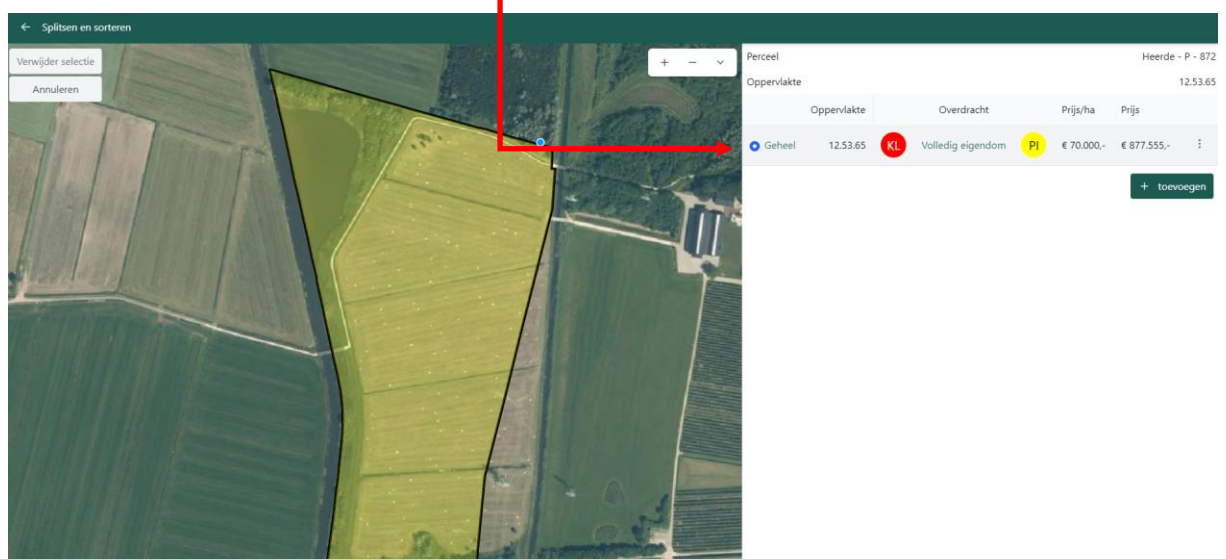 ← Splitsen en sorteren
Verwijder selectie
Annuleren
+ −
Perceel Heerde - P - 872
Oppervlakte 12.53.65
Oppervlakte Overdracht Prijs/ha Prijs
Geheel 12.53.65 KL Volledig eigendom PI € 70.000,- € 877.555,-
+ toevoegen